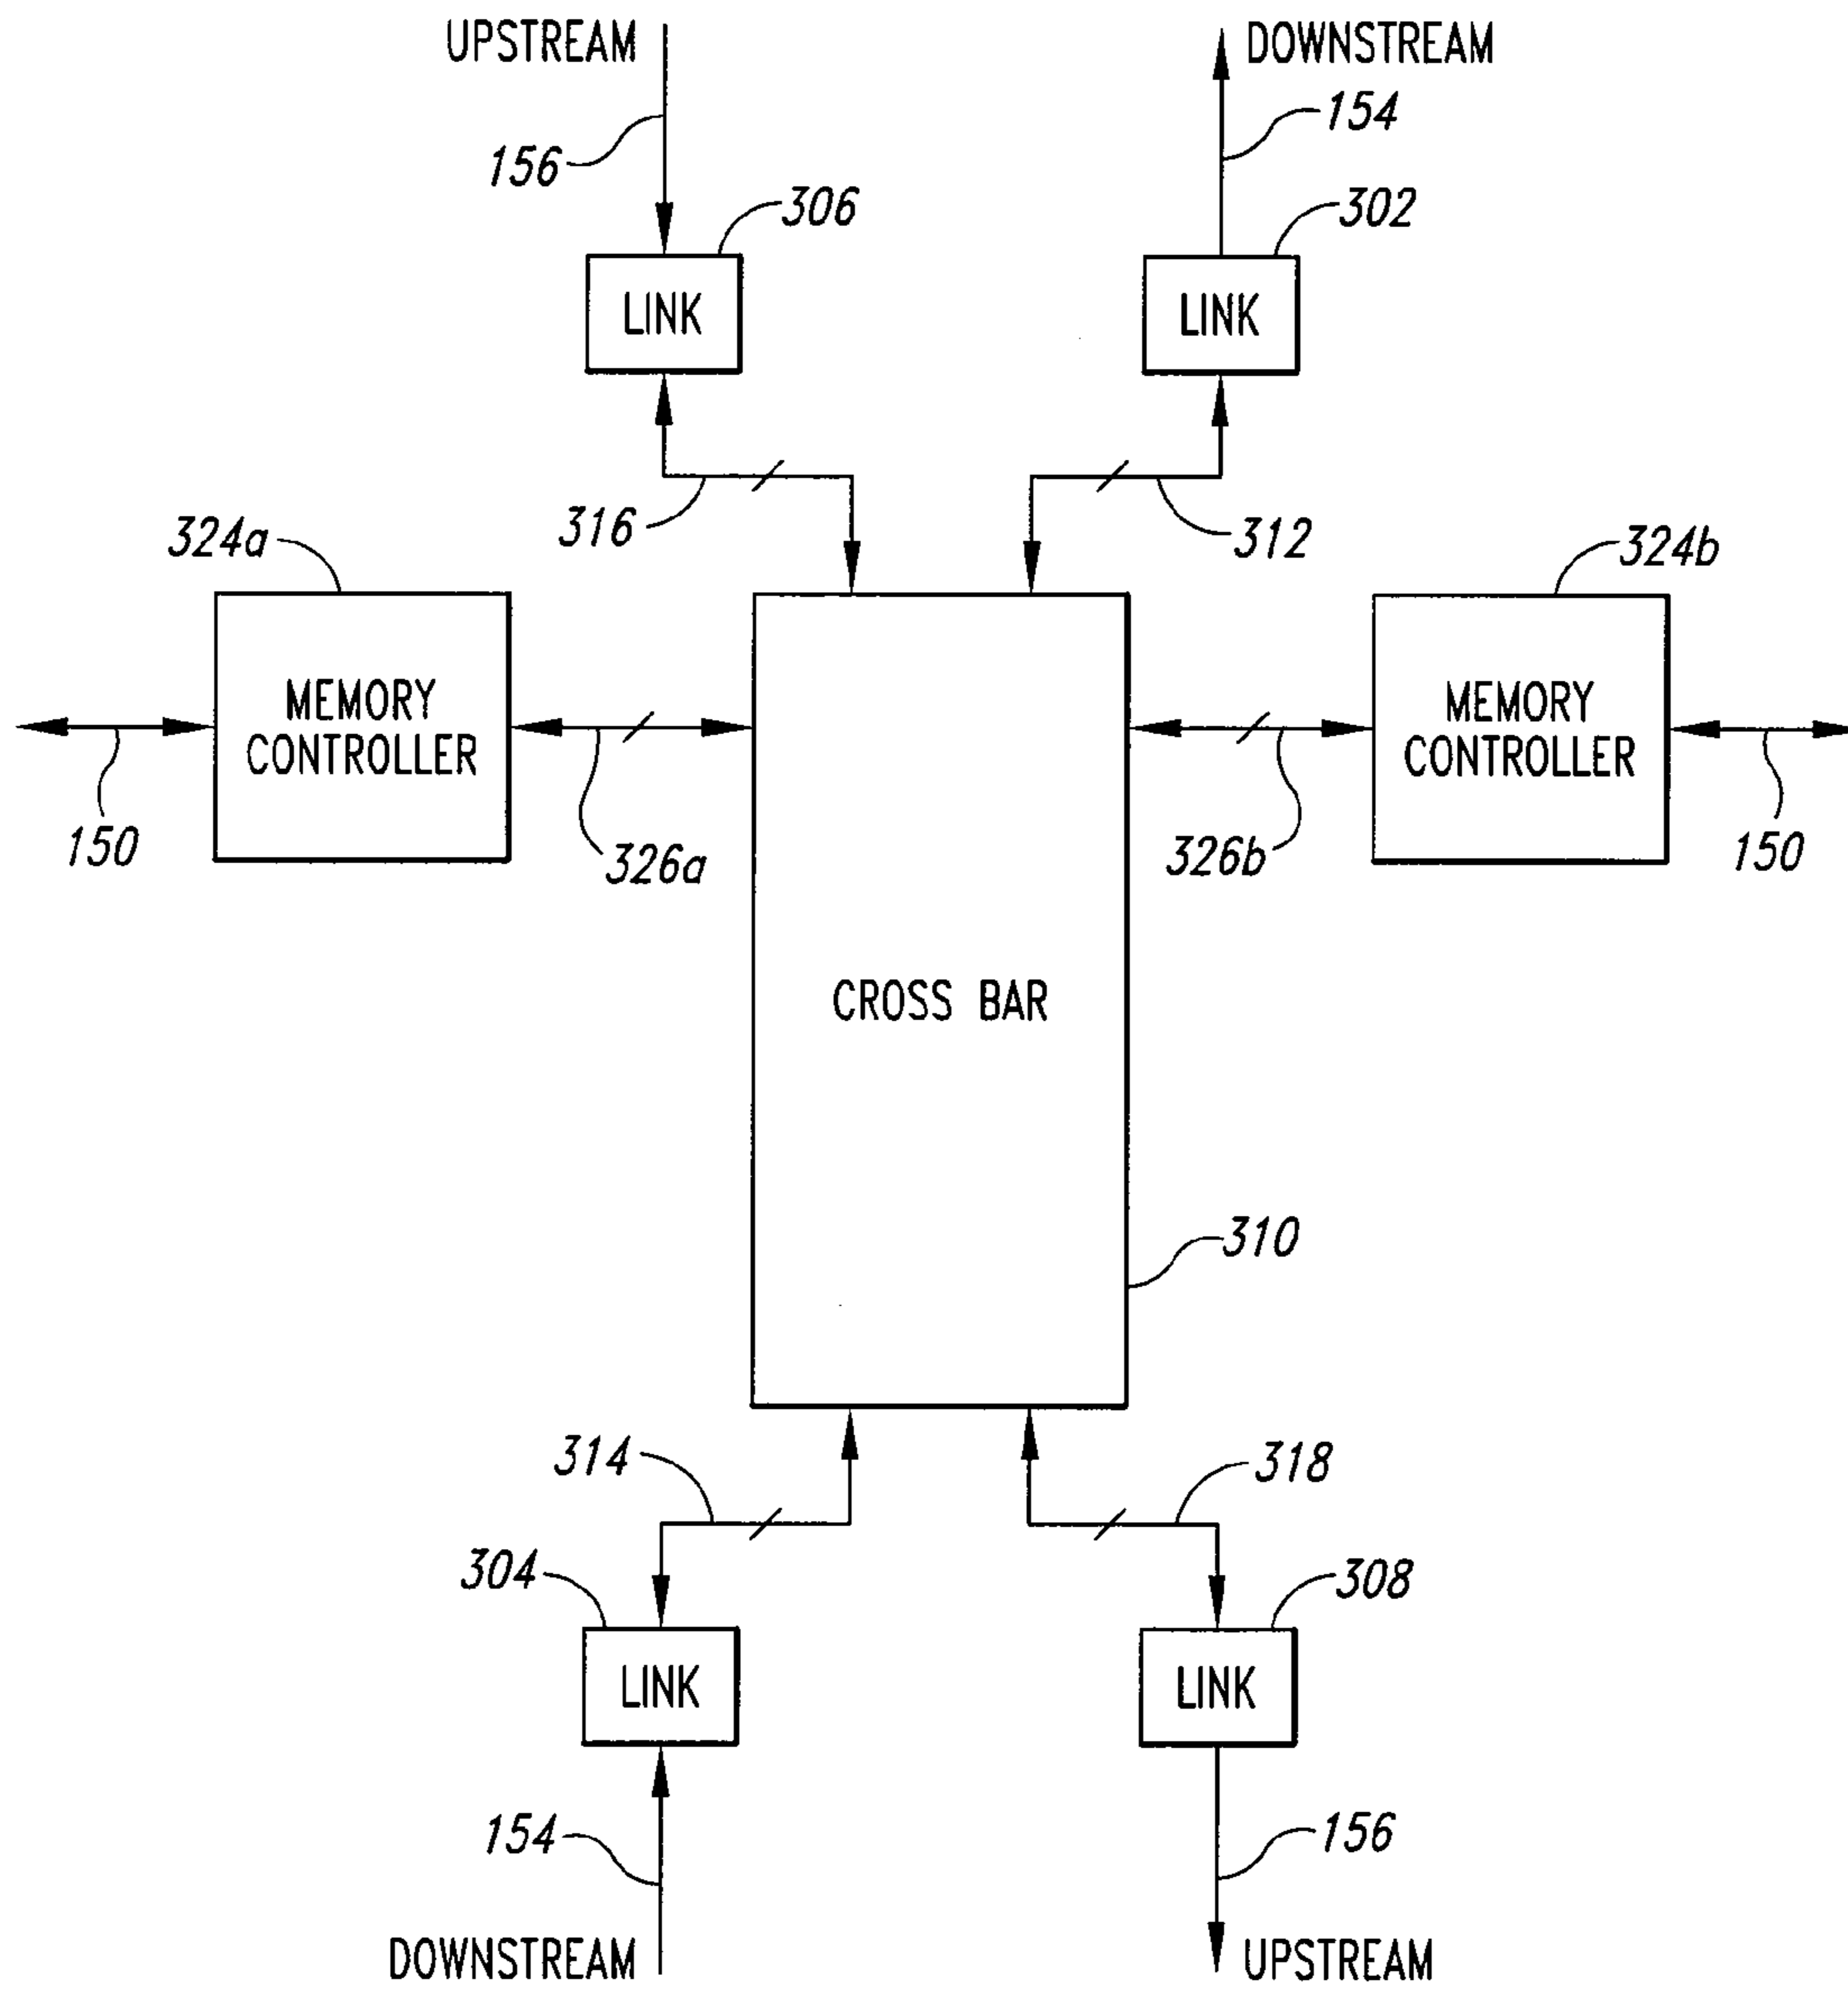 UPSTREAM
DOWNSTREAM
154
156
306
302
LINK
LINK
316
312
324a
324b
MEMORY
CONTROLLER
MEMORY
CONTROLLER
150
326a
326b
150
CROSS BAR
310
314
318
304
308
LINK
LINK
154
156
DOWNSTREAM
UPSTREAM